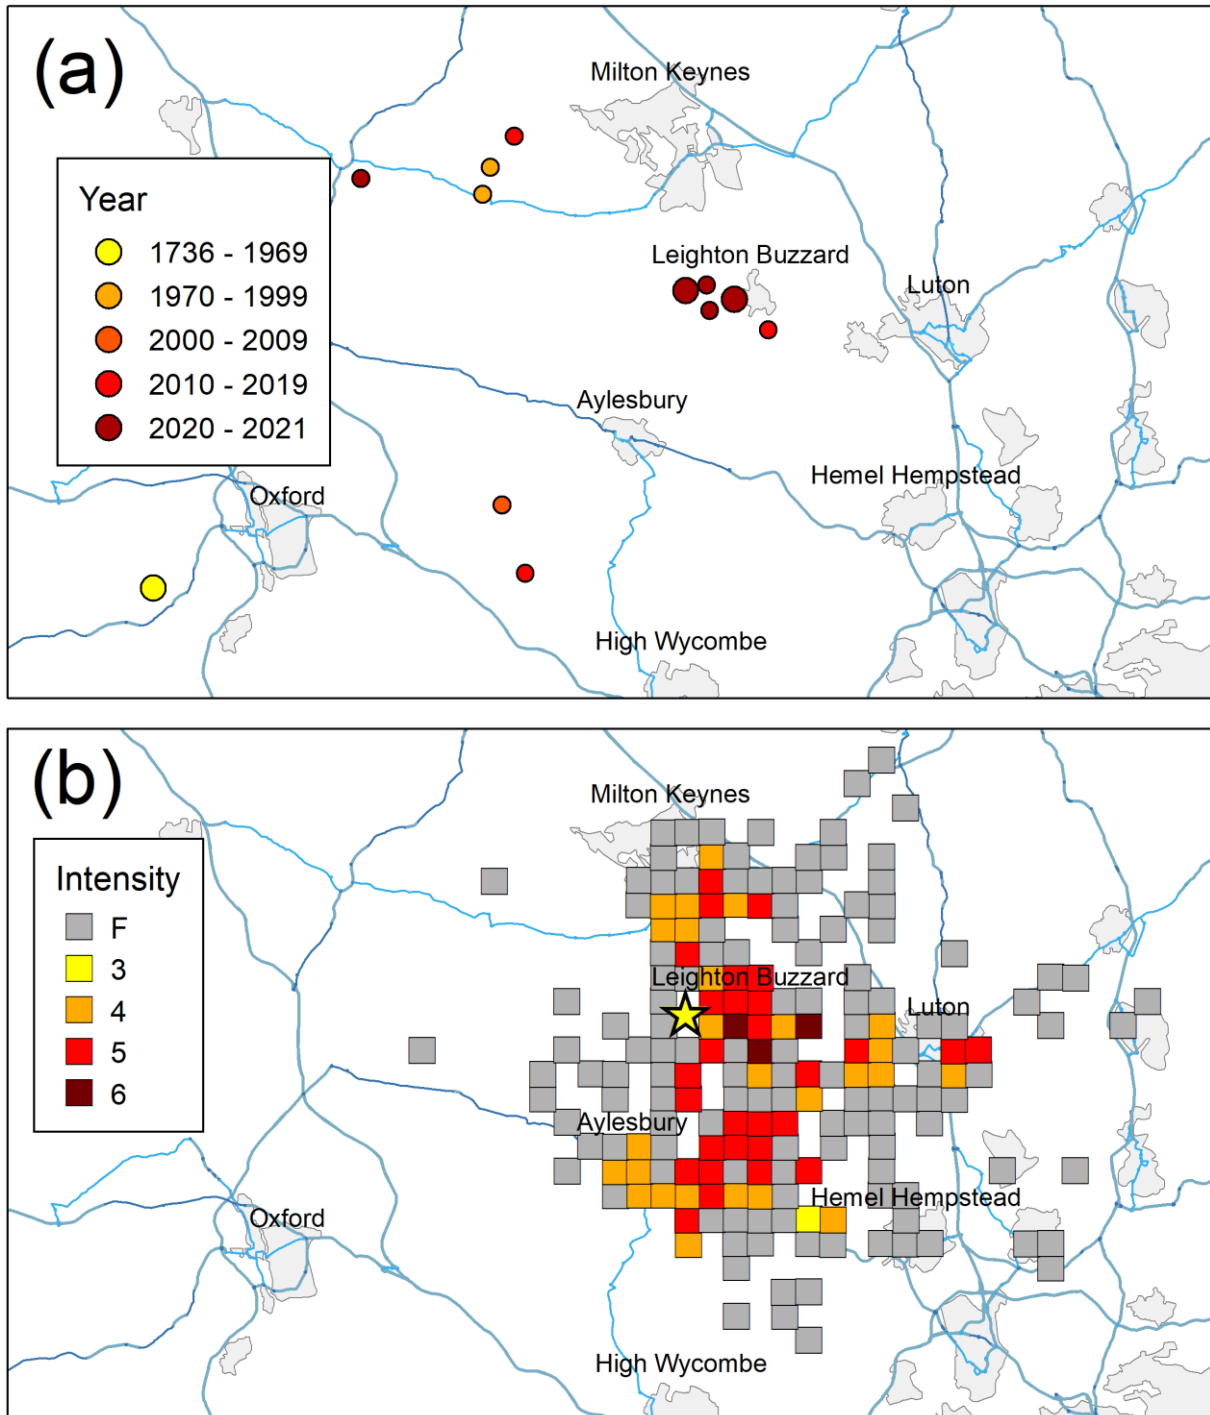 (a)
Milton Keynes
Year
1736 - 1969
1970 - 1999
2000 - 2009
2010 - 2019
2020 - 2021
Leighton Buzzard
Luton
Aylesbury
Hemel Hempstead
Oxford
High Wycombe
(b)
Milton Keynes
Intensity
F
3
4
5
6
Leighton Buzzard
Luton
Aylesbury
Hemel Hempstead
Oxford
High Wycombe